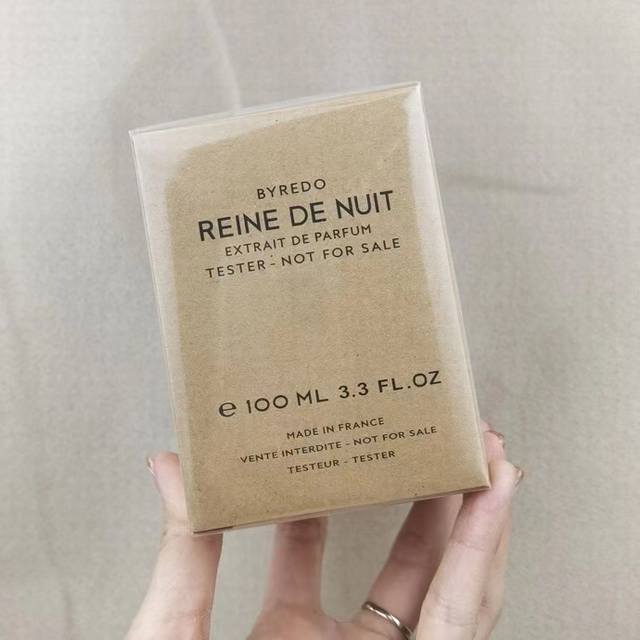 BYREDO
REINE DE NUIT
EXTRAIT DE PARFUM
TESTER - NOT FOR SALE
℮ 100 ML 3.3 FL.OZ
MADE IN FRANCE
VENTE INTERDITE - NOT FOR SALE
TESTEUR - TESTER